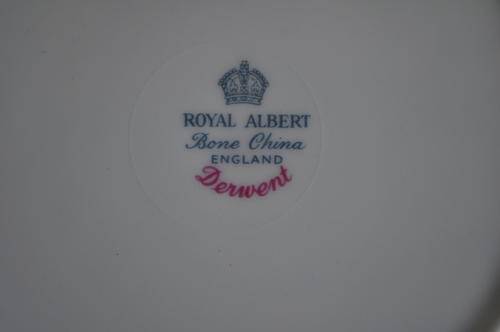 ROYAL ALBERT
Bone China
ENGLAND
Derwent